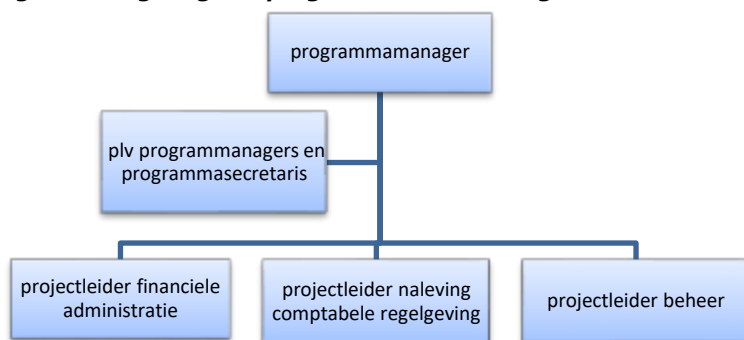 programmamanager
plv programmanagers en
programmasecretaris
projectleider financiele
administratie
projectleider naleving
comptabele regelgeving
projectleider beheer